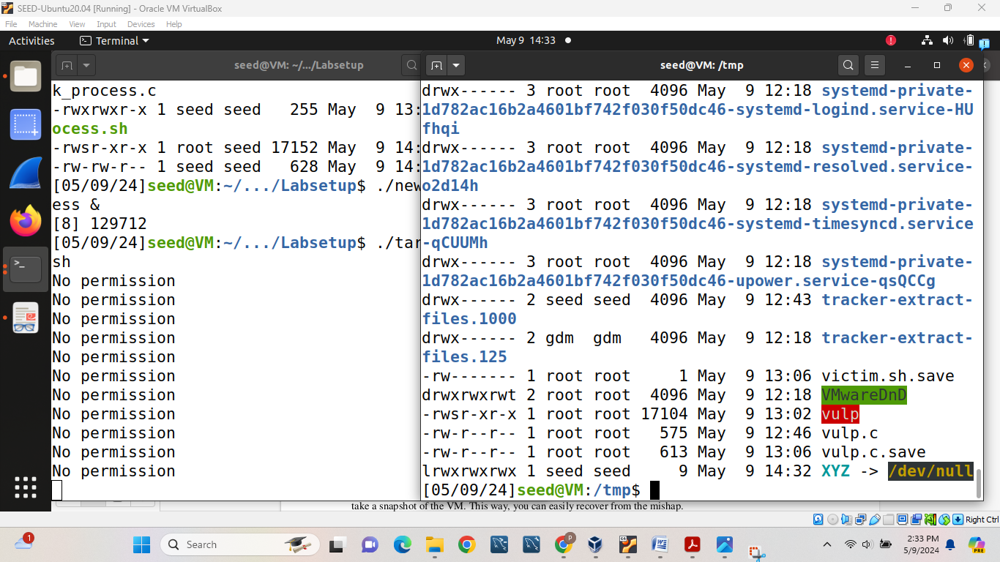 SEED-Ubuntu20.04 [Running] - Oracle VM VirtualBox
File Machine View Input Devices Help
Activities Terminal May 9 14:33
seed@VM: ~/.../Labsetup
k_process.c
-rwxrwxr-x 1 seed seed 255 May 9 13:
ocess.sh
-rwsr-xr-x 1 root seed 17152 May 9 14:
-rw-rw-r-- 1 seed seed 628 May 9 14:
[05/09/24]seed@VM:~/.../Labsetup$ ./new
ess &
[8] 129712
[05/09/24]seed@VM:~/.../Labsetup$ ./tar
sh
No permission
No permission
No permission
No permission
No permission
No permission
No permission
No permission
No permission
No permission
No permission
seed@VM: /tmp
drwx------ 3 root root 4096 May 9 12:18 systemd-private-
1d782ac16b2a4601bf742f030f50dc46-systemd-logind.service-HU
fhqi
drwx------ 3 root root 4096 May 9 12:18 systemd-private-
1d782ac16b2a4601bf742f030f50dc46-systemd-resolved.service-
o2d14h
drwx------ 3 root root 4096 May 9 12:18 systemd-private-
1d782ac16b2a4601bf742f030f50dc46-systemd-timesyncd.service
-qCUUMh
drwx------ 3 root root 4096 May 9 12:18 systemd-private-
1d782ac16b2a4601bf742f030f50dc46-upower.service-qsQCCg
drwx------ 2 seed seed 4096 May 9 12:43 tracker-extract-
files.1000
drwx------ 2 gdm gdm 4096 May 9 12:18 tracker-extract-
files.125
-rw------- 1 root root 1 May 9 13:06 victim.sh.save
drwxrwxrwt 2 root root 4096 May 9 12:18 VMwareDnD
-rwsr-xr-x 1 root root 17104 May 9 13:02 vulp
-rw-r--r-- 1 root root 575 May 9 12:46 vulp.c
-rw-r--r-- 1 root root 613 May 9 13:06 vulp.c.save
lrwxrwxrwx 1 seed seed 9 May 9 14:32 XYZ -> /dev/null
[05/09/24]seed@VM:/tmp$
take a snapshot of the VM. This way, you can easily recover from the mishap.
Right Ctrl
1
Search
P
PRE
2:33 PM
5/9/2024